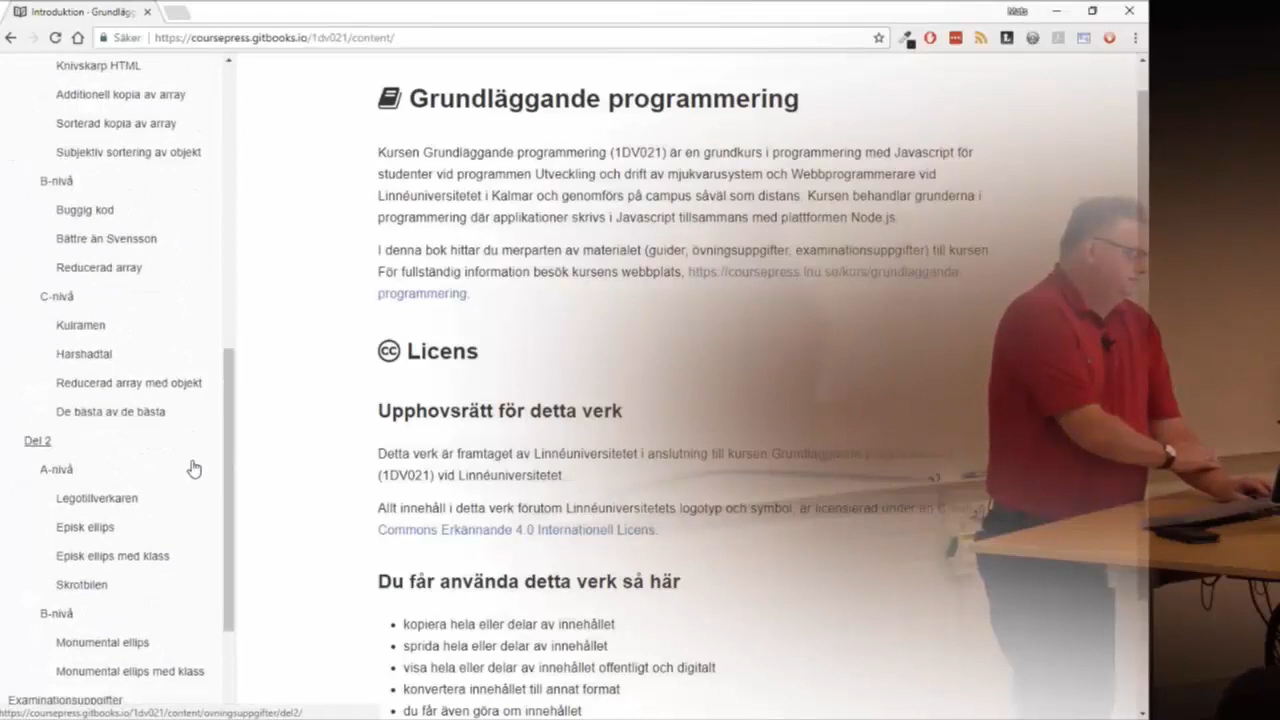 Introduktion - Grundlägg
Mats
Säker
https://coursepress.gitbooks.io/1dv021/content/
Knivskarp HTML
Additionell kopia av array
Sorterad kopia av array
Subjektiv sortering av objekt
B-nivå
Buggig kod
Bättre än Svensson
Reducerad array
C-nivå
Kulramen
Harshadtal
Reducerad array med objekt
De bästa av de bästa
Del 2
A-nivå
Legotillverkaren
Episk ellips
Episk ellips med klass
Skrotbilen
B-nivå
Monumental ellips
Monumental ellips med klass
Examinationsuppgifter
https://coursepress.gitbooks.io/1dv021/content/ovningsuppgifter/del2/
Grundläggande programmering
Kursen Grundläggande programmering (1DV021) är en grundkurs i programmering med Javascript för
studenter vid programmen Utveckling och drift av mjukvarusystem och Webbprogrammerare vid
Linnéuniversitetet i Kalmar och genomförs på campus såväl som distans. Kursen behandlar grunderna i
programmering där applikationer skrivs i Javascript tillsammans med plattformen Node.js.
I denna bok hittar du merparten av materialet (guider, övningsuppgifter, examinationsuppgifter) till kursen.
För fullständig information besök kursens webbplats, https://coursepress.lnu.se/kurs/grundlaggande-
programmering.
Licens
Upphovsrätt för detta verk
Detta verk är framtaget av Linnéuniversitetet i anslutning till kursen Grundläggande programmering
(1DV021) vid Linnéuniversitetet.
Allt innehåll i detta verk förutom Linnéuniversitetets logotyp och symbol, är licensierad under en
Commons Erkännande 4.0 Internationell Licens.
Du får använda detta verk så här
• kopiera hela eller delar av innehållet
• sprida hela eller delar av innehållet
• visa hela eller delar av innehållet offentligt och digitalt
• konvertera innehållet till annat format
• du får även göra om innehållet